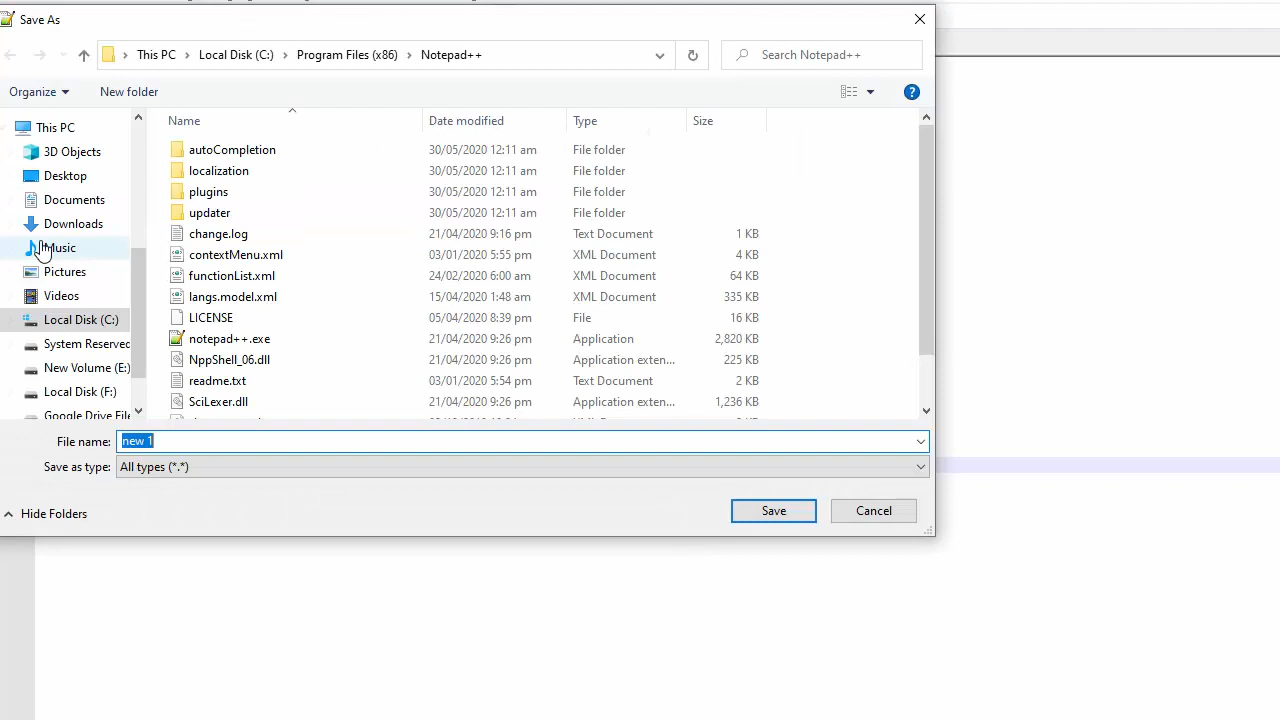 Save As
This PC Local Disk (C:) Program Files (x86) Notepad++
Search Notepad++
Organize
New folder
This PC
3D Objects
Desktop
Documents
Downloads
Music
Pictures
Videos
Local Disk (C:)
System Reserved
New Volume (E:)
Local Disk (F:)
Google Drive File
Name Date modified Type Size
autoCompletion 30/05/2020 12:11 am File folder
localization 30/05/2020 12:11 am File folder
plugins 30/05/2020 12:11 am File folder
updater 30/05/2020 12:11 am File folder
change.log 21/04/2020 9:16 pm Text Document 1 KB
contextMenu.xml 03/01/2020 5:55 pm XML Document 4 KB
functionList.xml 24/02/2020 6:00 am XML Document 64 KB
langs.model.xml 15/04/2020 1:48 am XML Document 335 KB
LICENSE 05/04/2020 8:39 pm File 16 KB
notepad++.exe 21/04/2020 9:26 pm Application 2,820 KB
NppShell_06.dll 21/04/2020 9:26 pm Application exten... 225 KB
readme.txt 03/01/2020 5:54 pm Text Document 2 KB
SciLexer.dll 21/04/2020 9:26 pm Application exten... 1,236 KB
File name: new 1
Save as type: All types (*.*)
Hide Folders
Save
Cancel